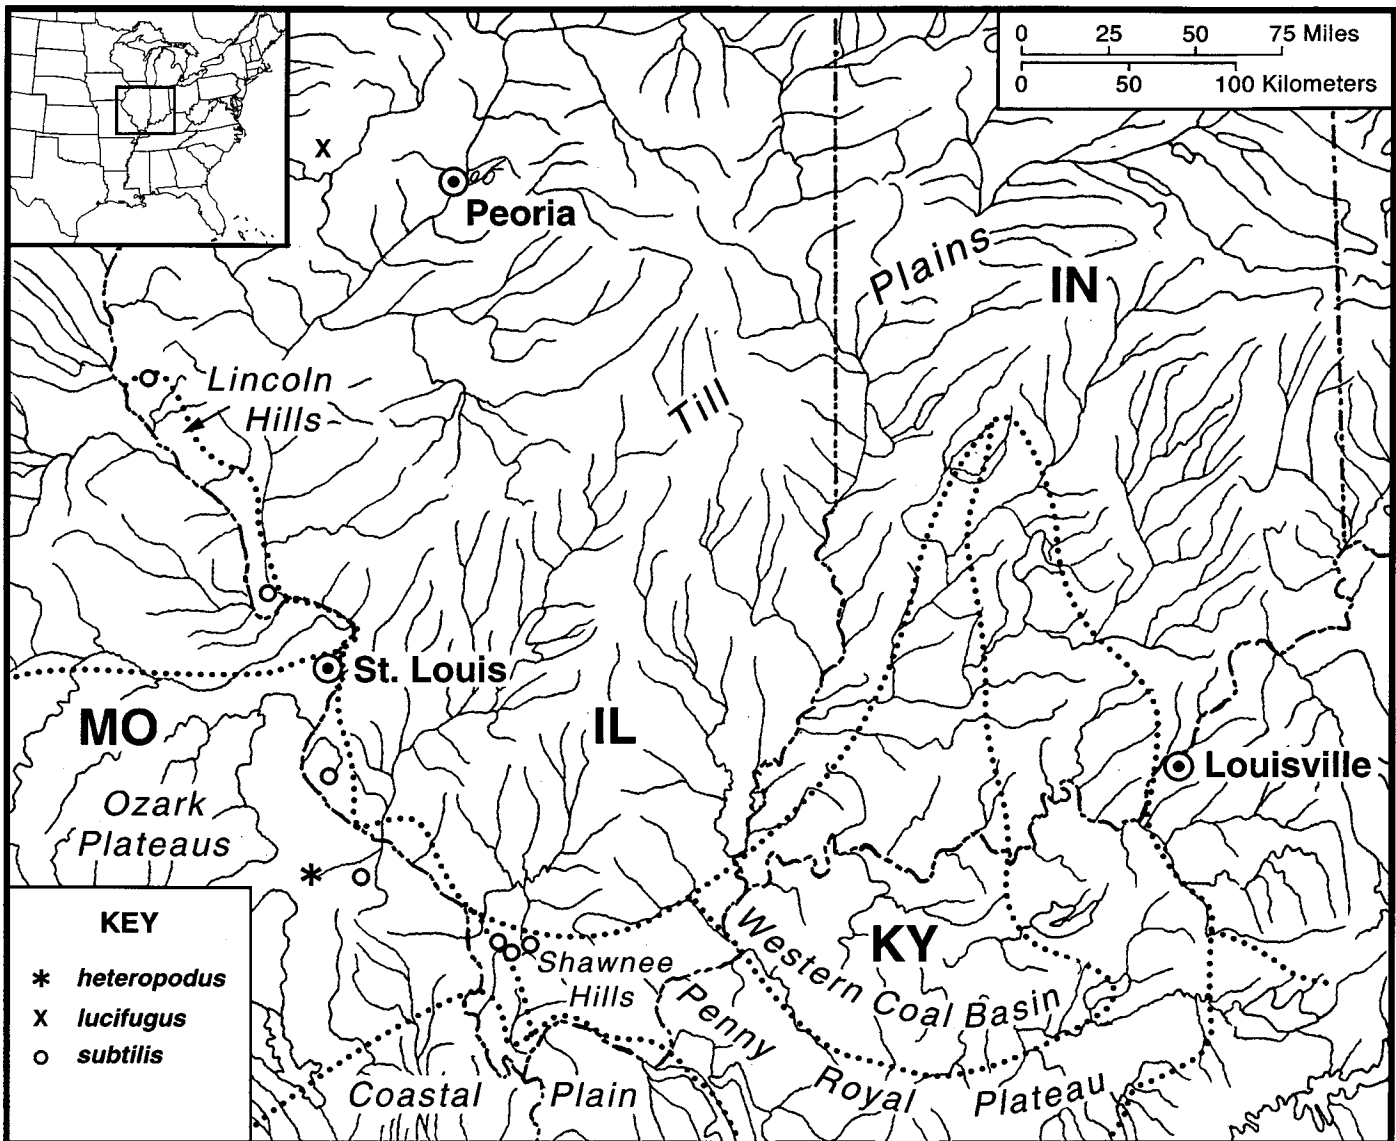 0 25 50 75 Miles
0 50 100 Kilometers
x
Peoria
Plains
IN
Lincoln
Hills
Till
St. Louis
MO
IL
Louisville
Ozark
Plateaus
*
KEY
* heteropodus
x lucifugus
o subtilis
KY
Western Coal Basin
Shawnee
Hills
Penny
Royal
Plateau
Coastal
Plain